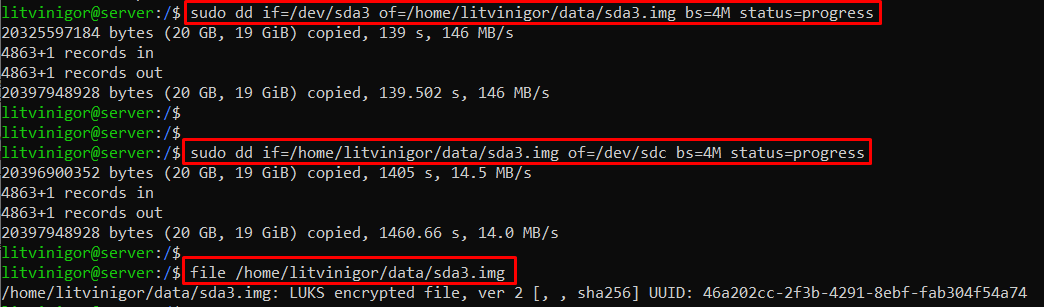 litvinigor@server:/$ sudo dd if=/dev/sda3 of=/home/litvinigor/data/sda3.img bs=4M status=progress
20325597184 bytes (20 GB, 19 GiB) copied, 139 s, 146 MB/s
4863+1 records in
4863+1 records out
20397948928 bytes (20 GB, 19 GiB) copied, 139.502 s, 146 MB/s
litvinigor@server:/$
litvinigor@server:/$
litvinigor@server:/$ sudo dd if=/home/litvinigor/data/sda3.img of=/dev/sdc bs=4M status=progress
20396900352 bytes (20 GB, 19 GiB) copied, 1405 s, 14.5 MB/s
4863+1 records in
4863+1 records out
20397948928 bytes (20 GB, 19 GiB) copied, 1460.66 s, 14.0 MB/s
litvinigor@server:/$
litvinigor@server:/$ file /home/litvinigor/data/sda3.img
/home/litvinigor/data/sda3.img: LUKS encrypted file, ver 2 [, , sha256] UUID: 46a202cc-2f3b-4291-8ebf-fab304f54a74